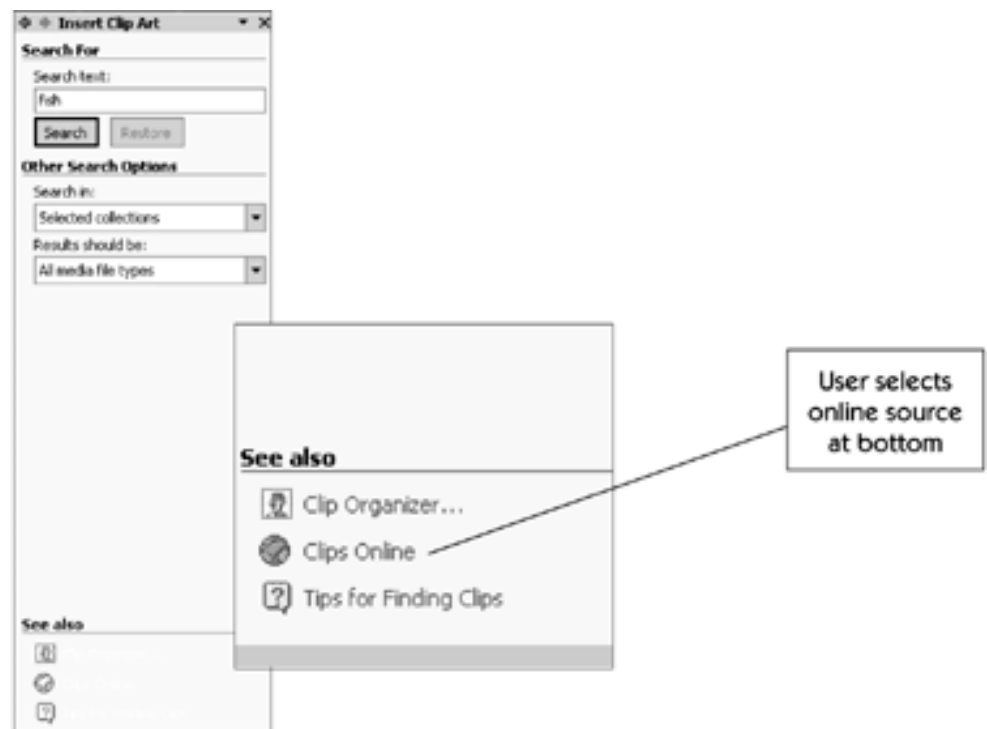 Insert Clip Art
Search For
Search text:
fish
Search
Restore
Other Search Options
Search in:
Selected collections
Results should be:
All media file types
See also
Clip Organizer...
Clips Online
Tips for Finding Clips
User selects
online source
at bottom
See also